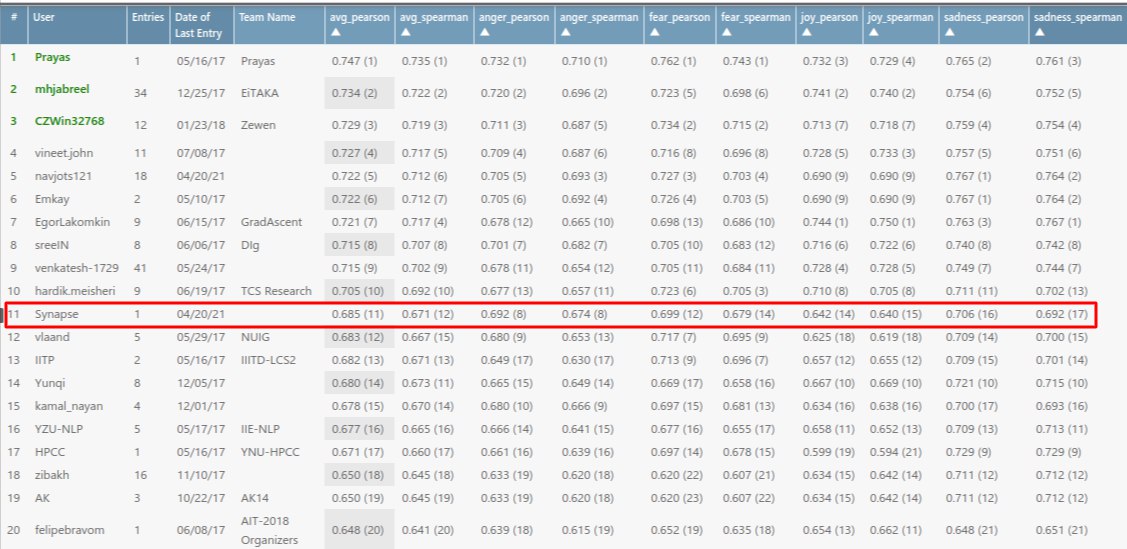 # User Entries Date of Last Entry Team Name avg_pearson ▲ avg_spearman ▲ anger_pearson ▲ anger_spearman ▲ fear_pearson ▲ fear_spearman ▲ joy_pearson ▲ joy_spearman ▲ sadness_pearson ▲ sadness_spearman ▲
1 Prayas 1 05/16/17 Prayas 0.747 (1) 0.735 (1) 0.732 (1) 0.710 (1) 0.762 (1) 0.743 (1) 0.732 (3) 0.729 (4) 0.765 (2) 0.761 (3)
2 mhjabreel 34 12/25/17 EiTAKA 0.734 (2) 0.722 (2) 0.720 (2) 0.696 (2) 0.723 (5) 0.698 (6) 0.741 (2) 0.740 (2) 0.754 (6) 0.752 (5)
3 CZWin32768 12 01/23/18 Zewen 0.729 (3) 0.719 (3) 0.711 (3) 0.687 (5) 0.734 (2) 0.715 (2) 0.713 (7) 0.718 (7) 0.759 (4) 0.754 (4)
4 vineet.john 11 07/08/17 0.727 (4) 0.717 (5) 0.709 (4) 0.687 (6) 0.716 (8) 0.696 (8) 0.728 (5) 0.733 (3) 0.757 (5) 0.751 (6)
5 navjots121 18 04/20/21 0.722 (5) 0.712 (6) 0.705 (5) 0.693 (3) 0.727 (3) 0.703 (4) 0.690 (9) 0.690 (9) 0.767 (1) 0.764 (2)
6 Emkay 2 05/10/17 0.722 (6) 0.712 (7) 0.705 (6) 0.692 (4) 0.726 (4) 0.703 (5) 0.690 (9) 0.690 (9) 0.767 (1) 0.764 (2)
7 EgorLakomkin 9 06/15/17 GradAscent 0.721 (7) 0.717 (4) 0.678 (12) 0.665 (10) 0.698 (13) 0.686 (10) 0.744 (1) 0.750 (1) 0.763 (3) 0.767 (1)
8 sreeIN 8 06/06/17 DIg 0.715 (8) 0.707 (8) 0.701 (7) 0.682 (7) 0.705 (10) 0.683 (12) 0.716 (6) 0.722 (6) 0.740 (8) 0.742 (8)
9 venkatesh-1729 41 05/24/17 0.715 (9) 0.702 (9) 0.678 (11) 0.654 (12) 0.705 (11) 0.684 (11) 0.728 (4) 0.728 (5) 0.749 (7) 0.744 (7)
10 hardik.meisheri 9 06/19/17 TCS Research 0.705 (10) 0.692 (10) 0.677 (13) 0.657 (11) 0.723 (6) 0.705 (3) 0.710 (8) 0.705 (8) 0.711 (11) 0.702 (13)
11 Synapse 1 04/20/21 0.685 (11) 0.671 (12) 0.692 (8) 0.674 (8) 0.699 (12) 0.679 (14) 0.642 (14) 0.640 (15) 0.706 (16) 0.692 (17)
12 vlaand 5 05/29/17 NUIG 0.683 (12) 0.667 (15) 0.680 (9) 0.653 (13) 0.717 (7) 0.695 (9) 0.625 (18) 0.619 (18) 0.709 (14) 0.700 (15)
13 IITP 2 05/16/17 IIITD-LCS2 0.682 (13) 0.671 (13) 0.649 (17) 0.630 (17) 0.713 (9) 0.696 (7) 0.657 (12) 0.655 (12) 0.709 (15) 0.701 (14)
14 Yunqi 8 12/05/17 0.680 (14) 0.673 (11) 0.665 (15) 0.649 (14) 0.669 (17) 0.658 (16) 0.667 (10) 0.669 (10) 0.721 (10) 0.715 (10)
15 kamal_nayan 4 12/01/17 0.678 (15) 0.670 (14) 0.680 (10) 0.666 (9) 0.697 (15) 0.681 (13) 0.634 (16) 0.638 (16) 0.700 (17) 0.693 (16)
16 YZU-NLP 5 05/17/17 IIE-NLP 0.677 (16) 0.665 (16) 0.666 (14) 0.641 (15) 0.677 (16) 0.655 (17) 0.658 (11) 0.652 (13) 0.709 (13) 0.713 (11)
17 HPCC 1 05/16/17 YNU-HPCC 0.671 (17) 0.660 (17) 0.661 (16) 0.639 (16) 0.697 (14) 0.678 (15) 0.599 (19) 0.594 (21) 0.729 (9) 0.729 (9)
18 zibakh 16 11/10/17 0.650 (18) 0.645 (18) 0.633 (19) 0.620 (18) 0.620 (22) 0.607 (21) 0.634 (15) 0.642 (14) 0.711 (12) 0.712 (12)
19 AK 3 10/22/17 AK14 0.650 (19) 0.645 (19) 0.633 (19) 0.620 (18) 0.620 (23) 0.607 (22) 0.634 (15) 0.642 (14) 0.711 (12) 0.712 (12)
20 felipebravom 1 06/08/17 AIT-2018 Organizers 0.648 (20) 0.641 (20) 0.639 (18) 0.615 (19) 0.652 (19) 0.635 (18) 0.654 (13) 0.662 (11) 0.648 (21) 0.651 (21)